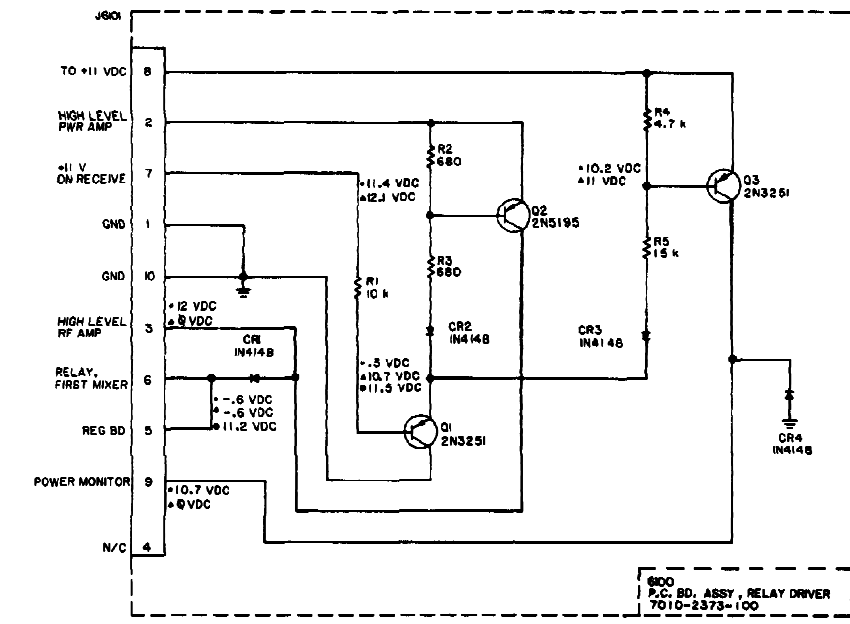 J6101
TO +11 VDC 8
HIGH LEVEL
PWR AMP 2
+11 V
ON RECEIVE 7
GND 1
GND 10
HIGH LEVEL
RF AMP 3
RELAY,
FIRST MIXER 6
REG BD 5
POWER MONITOR 9
N/C 4
12 VDC
0 VDC
CR1
1N4148
-.6 VDC
-.6 VDC
11.2 VDC
10.7 VDC
0 VDC
R1
10 k
11.4 VDC
12.1 VDC
R2
680
R3
680
CR2
1N4148
.5 VDC
10.7 VDC
11.5 VDC
Q1
2N3251
Q2
2N5195
R4
4.7 k
10.2 VDC
11 VDC
R5
15 k
CR3
1N4148
Q3
2N3251
CR4
1N4148
6100
P.C. BD. ASSY, RELAY DRIVER
7010-2373-100